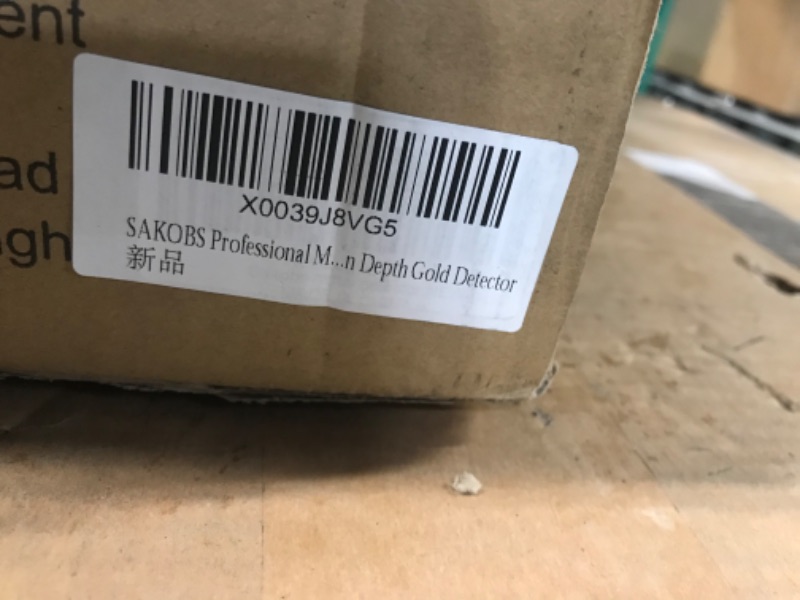 ent
ad
gh
X0039J8VG5
SAKOBS Professional M...n Depth Gold Detector
新品